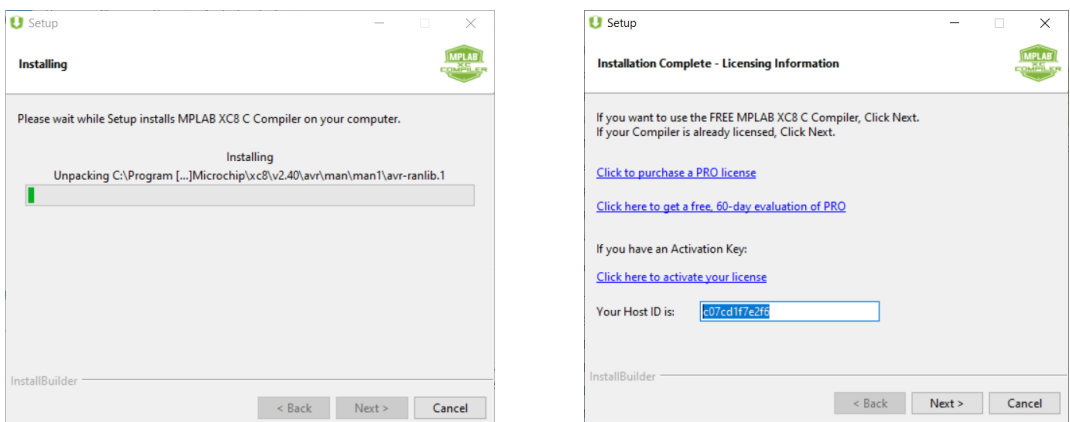 Setup
MPLAB
XC
COMPILER
Installing
Please wait while Setup installs MPLAB XC8 C Compiler on your computer.
Installing
Unpacking C:\Program [...]Microchip\xc8\v2.40\avr\man\man1\avr-ranlib.1
InstallBuilder
< Back
Next >
Cancel
Setup
MPLAB
XC
COMPILER
Installation Complete - Licensing Information
If you want to use the FREE MPLAB XC8 C Compiler, Click Next.
If your Compiler is already licensed, Click Next.
Click to purchase a PRO license
Click here to get a free, 60-day evaluation of PRO
If you have an Activation Key:
Click here to activate your license
Your Host ID is: c07cd1f7e2f6
InstallBuilder
< Back
Next >
Cancel